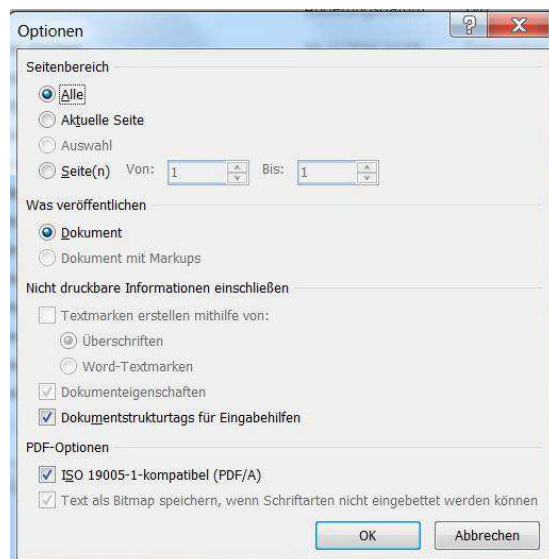 Optionen
Seitenbereich
Alle
Aktuelle Seite
Auswahl
Seite(n) Von: 1 Bis: 1
Was veröffentlichen
Dokument
Dokument mit Markups
Nicht druckbare Informationen einschließen
Textmarken erstellen mithilfe von:
Überschriften
Word-Textmarken
Dokumenteigenschaften
Dokumentstrukturtags für Eingabehilfen
PDF-Optionen
ISO 19005-1-kompatibel (PDF/A)
Text als Bitmap speichern, wenn Schriftarten nicht eingebettet werden können
OK Abbrechen